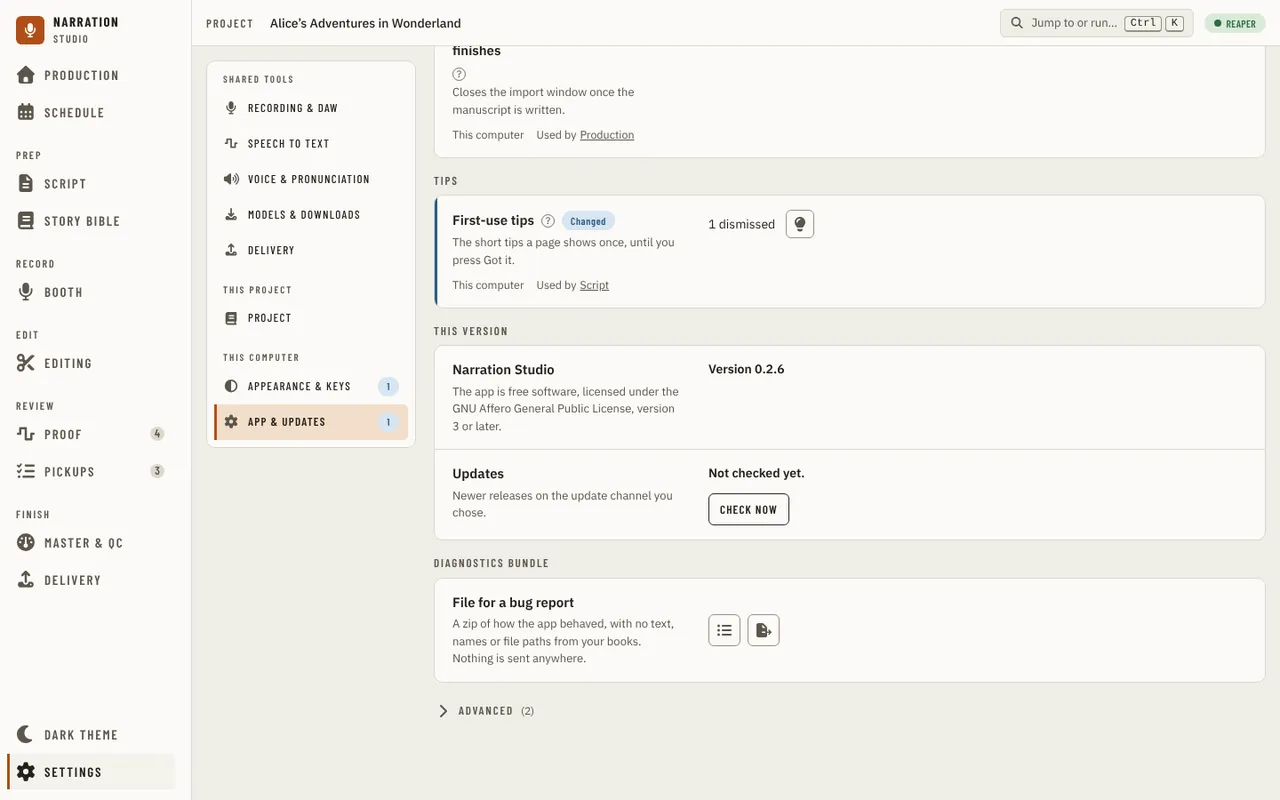 NARRATION
STUDIO
PRODUCTION
SCHEDULE
PREP
SCRIPT
STORY BIBLE
RECORD
BOOTH
EDIT
EDITING
REVIEW
PROOF 4
PICKUPS 3
FINISH
MASTER & QC
DELIVERY
DARK THEME
SETTINGS
PROJECT Alice's Adventures in Wonderland
Jump to or run... Ctrl K
REAPER
SHARED TOOLS
RECORDING & DAW
SPEECH TO TEXT
VOICE & PRONUNCIATION
MODELS & DOWNLOADS
DELIVERY
THIS PROJECT
PROJECT
THIS COMPUTER
APPEARANCE & KEYS 1
APP & UPDATES 1
finishes
?
Closes the import window once the
manuscript is written.
This computer Used by Production
TIPS
First-use tips ? Changed
The short tips a page shows once, until you
press Got it.
This computer Used by Script
1 dismissed
THIS VERSION
Narration Studio
The app is free software, licensed under the
GNU Affero General Public License, version
3 or later.
Version 0.2.6
Updates
Newer releases on the update channel you
chose.
Not checked yet.
CHECK NOW
DIAGNOSTICS BUNDLE
File for a bug report
A zip of how the app behaved, with no text,
names or file paths from your books.
Nothing is sent anywhere.
ADVANCED (2)